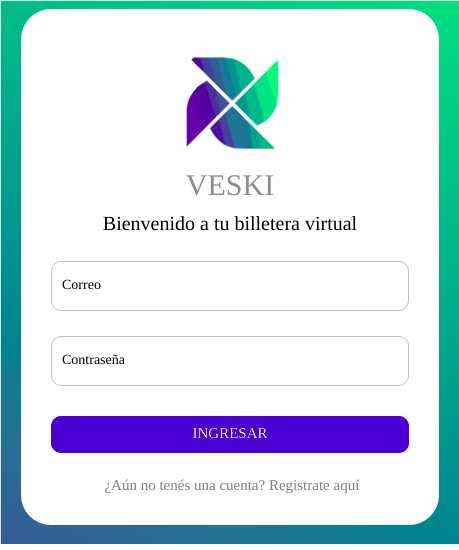 VESKI
Bienvenido a tu billetera virtual
Correo
Contraseña
INGRESAR
¿Aún no tenés una cuenta? Registrate aquí